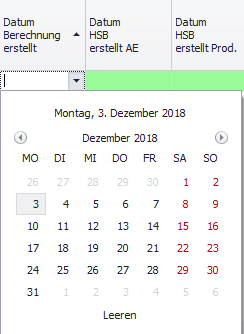 Datum Berechnung erstellt
Datum HSB erstellt AE
Datum HSB erstellt Prod.
Montag, 3. Dezember 2018
Dezember 2018
MO DI MI DO FR SA SO
26 27 28 29 30 1 2
3 4 5 6 7 8 9
10 11 12 13 14 15 16
17 18 19 20 21 22 23
24 25 26 27 28 29 30
31 1 2 3 4 5 6
Leeren